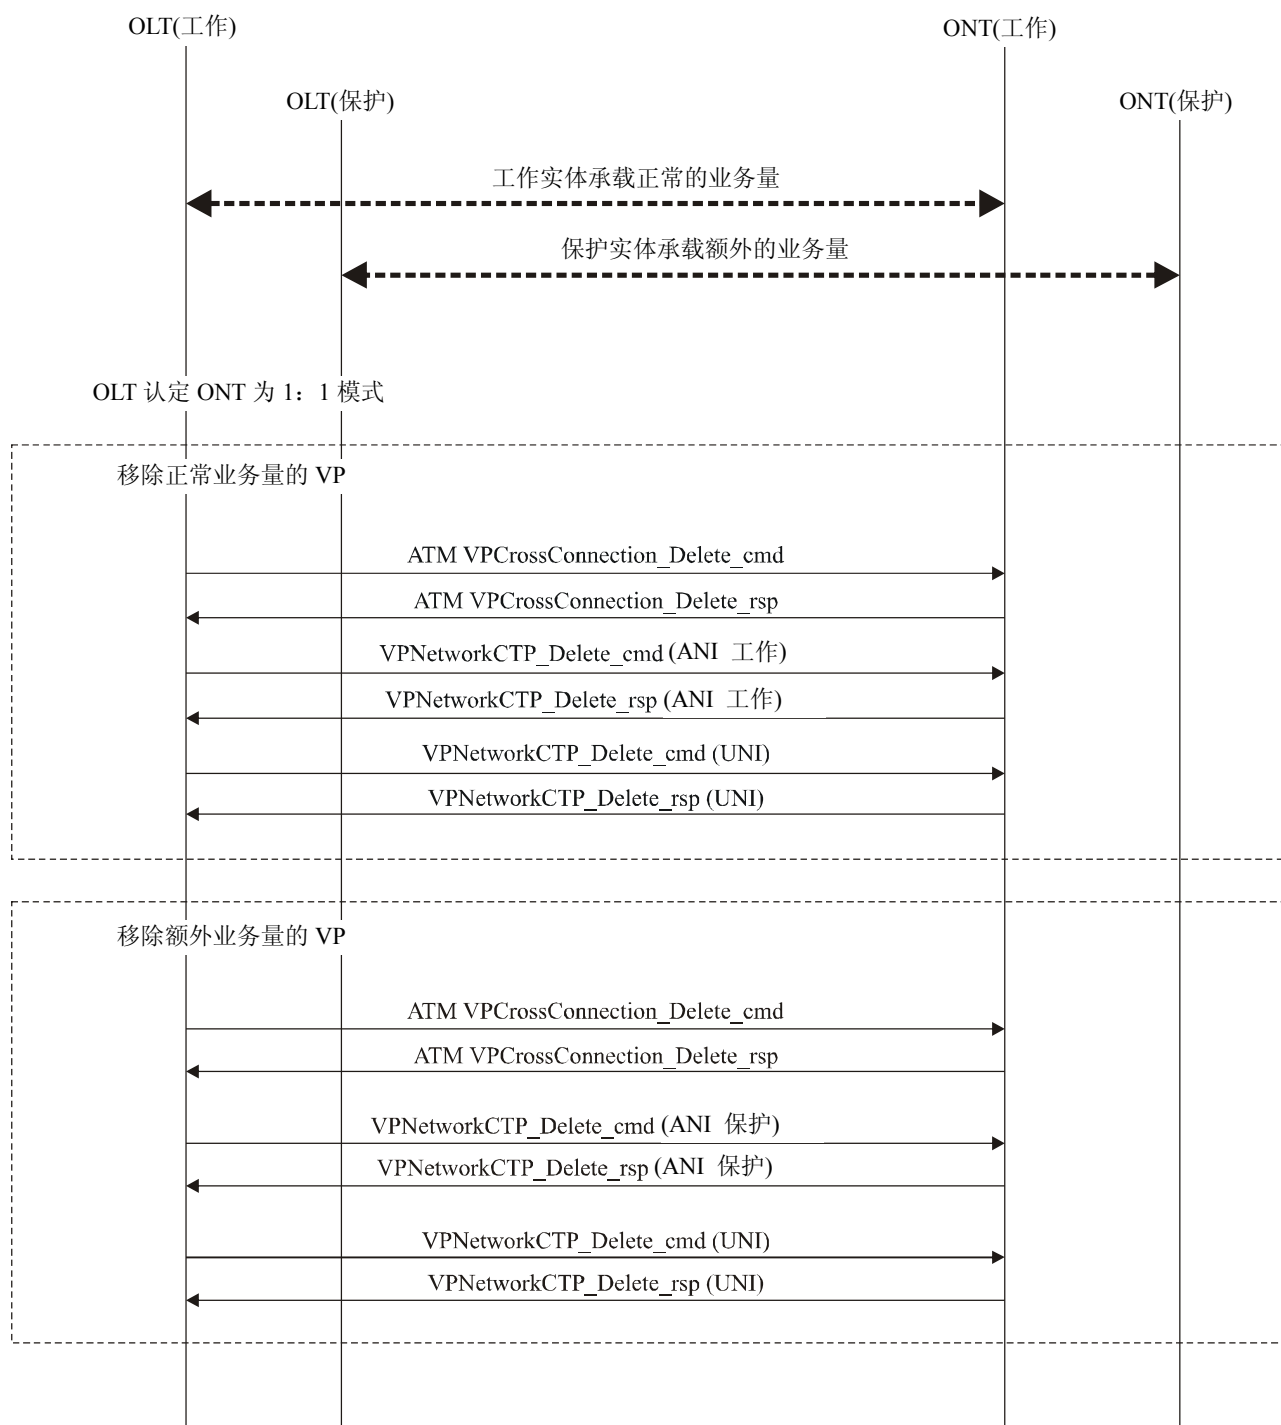 OLT(工作)
ONT(工作)
OLT(保护)
ONT(保护)
工作实体承载正常的业务量
保护实体承载额外的业务量
OLT 认定 ONT 为 1：1 模式
移除正常业务量的 VP
ATM VPCrossConnection_Delete_cmd
ATM VPCrossConnection_Delete_rsp
VPNetworkCTP_Delete_cmd (ANI 工作)
VPNetworkCTP_Delete_rsp (ANI 工作)
VPNetworkCTP_Delete_cmd (UNI)
VPNetworkCTP_Delete_rsp (UNI)
移除额外业务量的 VP
ATM VPCrossConnection_Delete_cmd
ATM VPCrossConnection_Delete_rsp
VPNetworkCTP_Delete_cmd (ANI 保护)
VPNetworkCTP_Delete_rsp (ANI 保护)
VPNetworkCTP_Delete_cmd (UNI)
VPNetworkCTP_Delete_rsp (UNI)